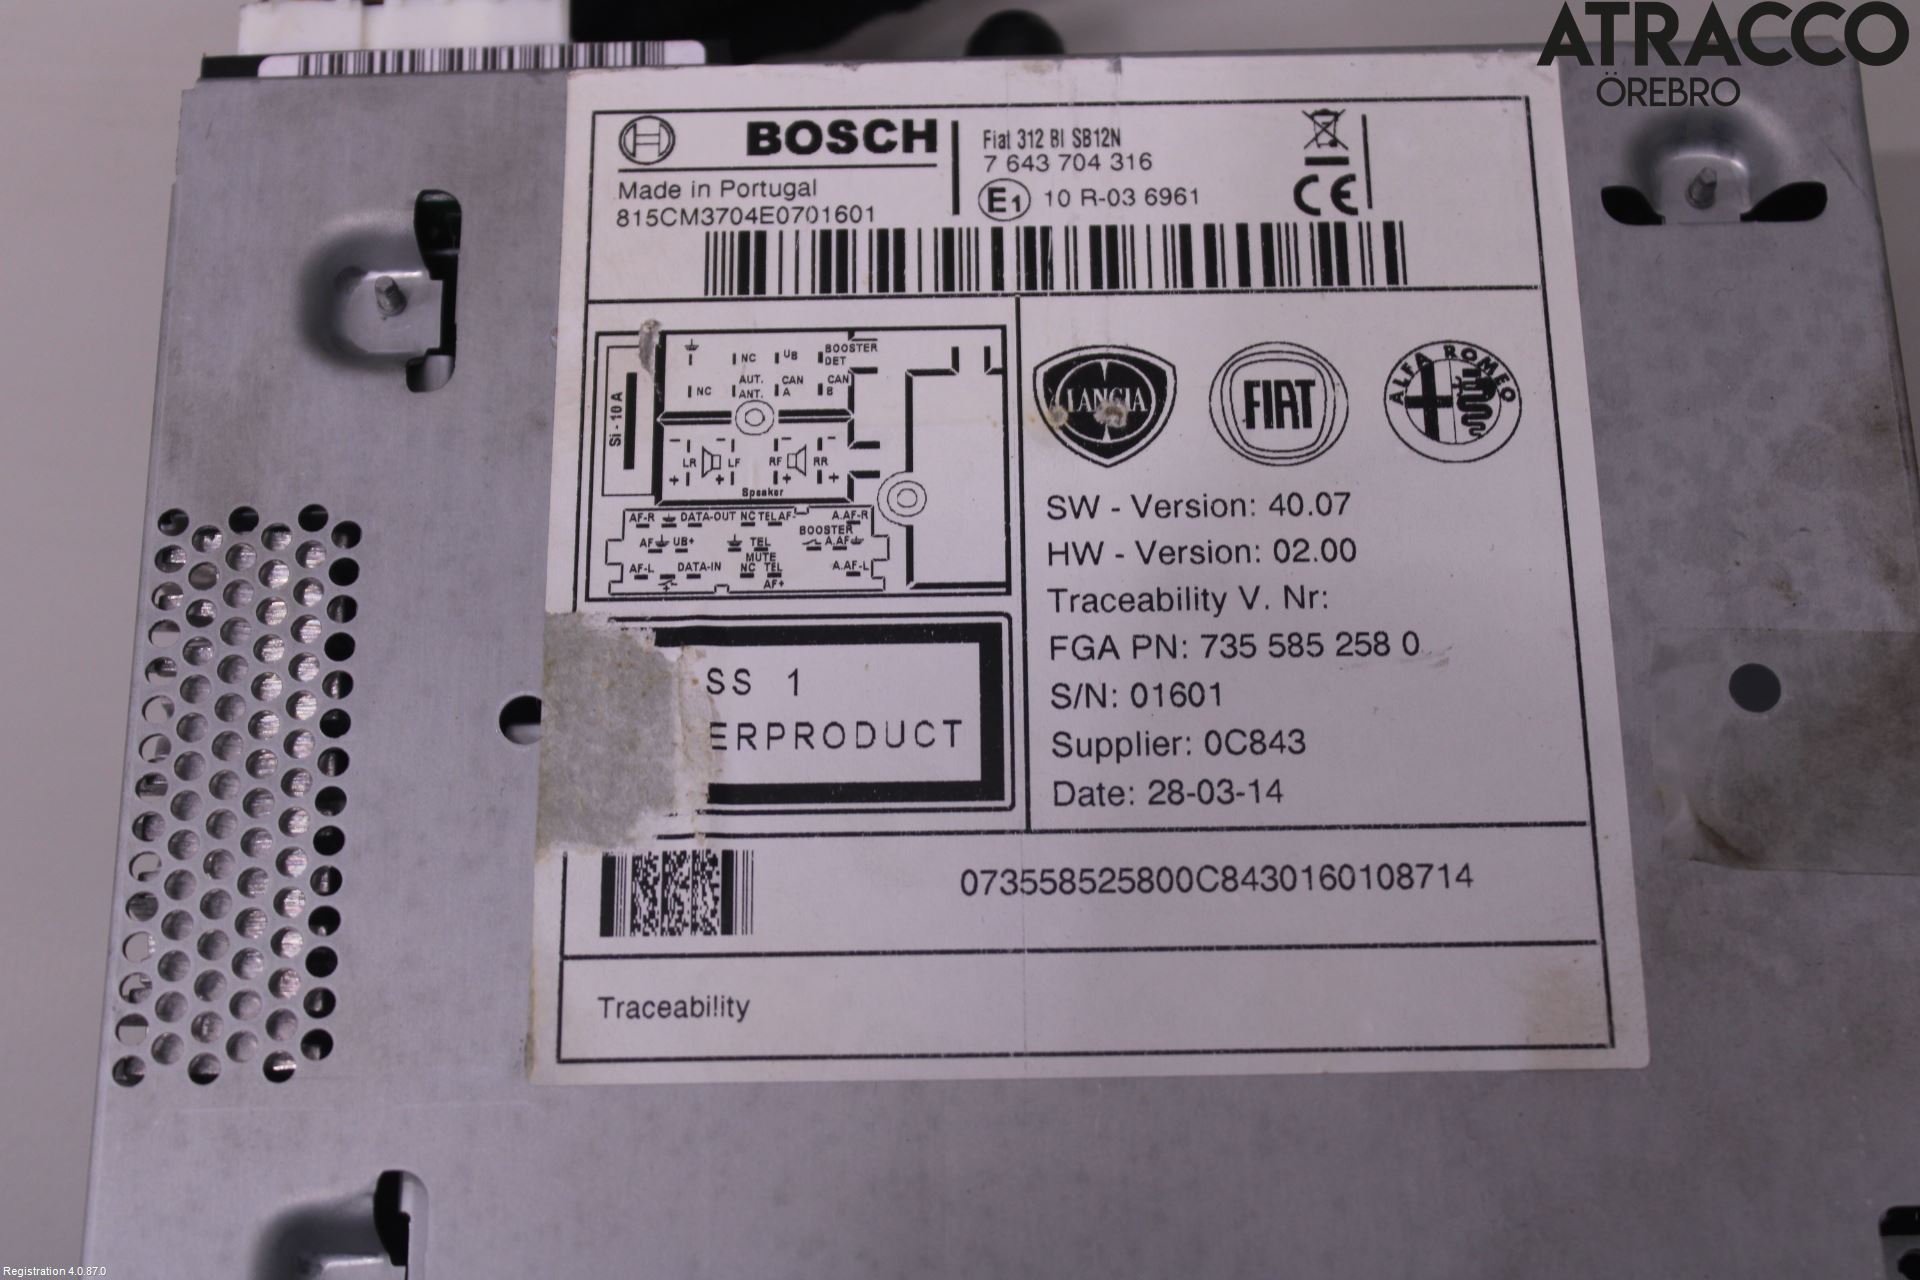 ATRACCO
ÖREBRO
BOSCH
Fiat 312 BI SB12N
7 643 704 316
Made in Portugal
E1 10 R-03 6961
CE
815CM3704E0701601
NC UB BOOSTER
DET
NC AUT. ANT. CAN A CAN B
Si - 10 A
LR LF RF RR
Speaker
AF-R DATA-OUT NC TEL AF- A.AF-R
AF UB+ TEL MUTE BOOSTER A.AF
AF-L DATA-IN NC TEL AF+ A.AF-L
LANCIA
FIAT
ALFA ROMEO
SW - Version: 40.07
HW - Version: 02.00
Traceability V. Nr:
FGA PN: 735 585 258 0
S/N: 01601
Supplier: 0C843
Date: 28-03-14
SS 1
ERPRODUCT
073558525800C8430160108714
Traceability
Registration 4.0.87.0